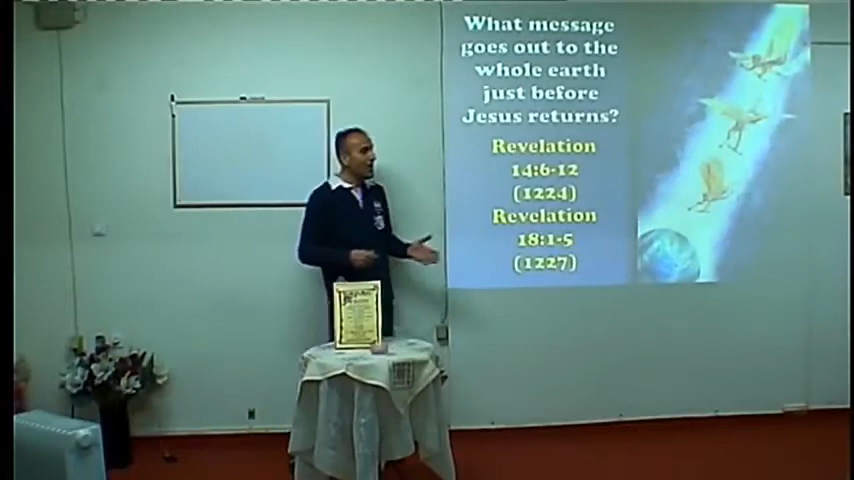 What message
goes out to the
whole earth
just before
Jesus returns?
Revelation
14:6-12
(1224)
Revelation
18:1-5
(1227)